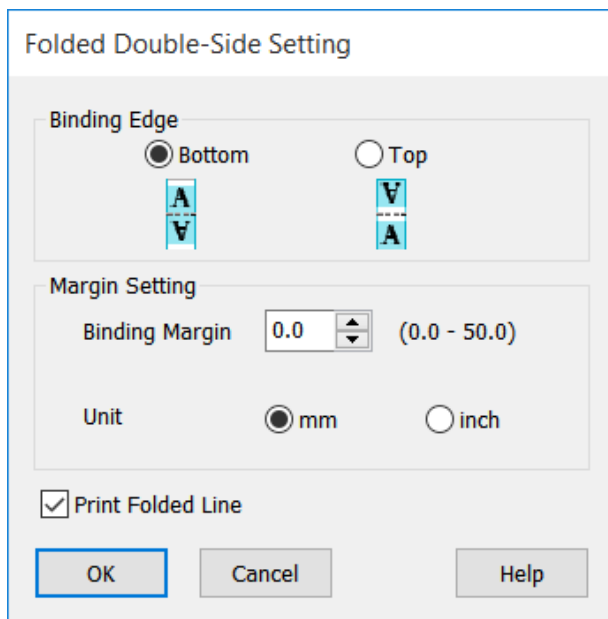 Folded Double-Side Setting
Binding Edge
Bottom Top
A A
A A
Margin Setting
Binding Margin 0.0 (0.0 - 50.0)
Unit mm inch
Print Folded Line
OK Cancel Help